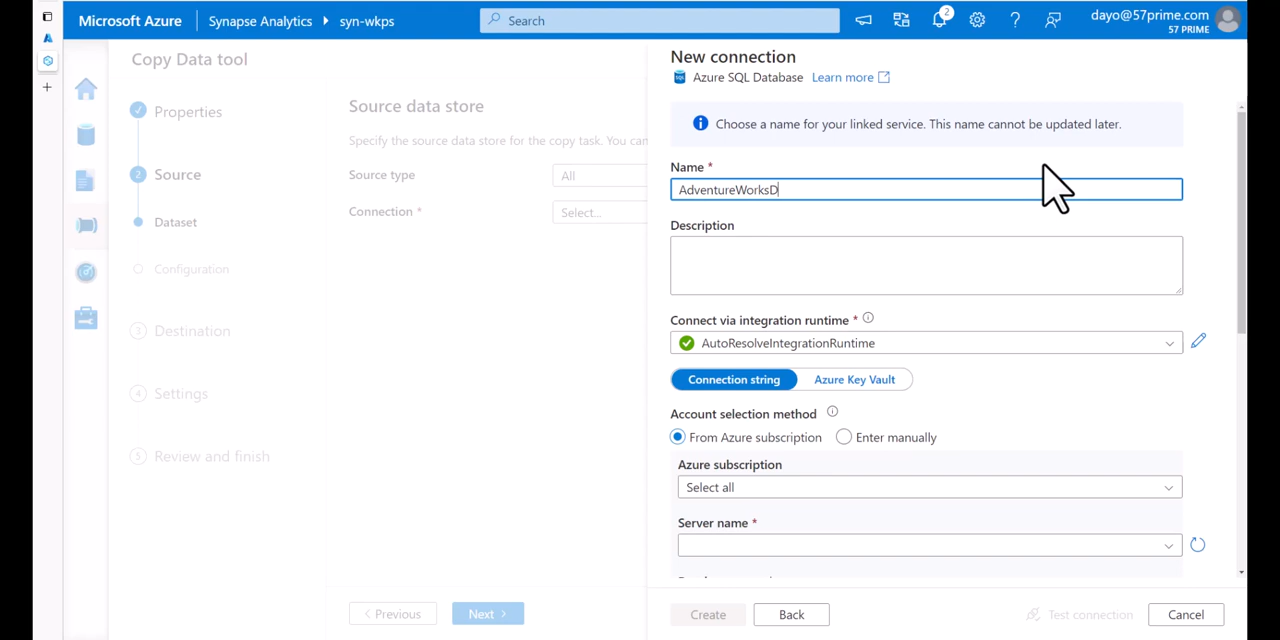 Microsoft Azure
Synapse Analytics
syn-wkps
Search
2
dayo@57prime.com
57 PRIME
Copy Data tool
Properties
2
Source
Dataset
Configuration
3
Destination
4
Settings
5
Review and finish
Source data store
Specify the source data store for the copy task. You can
Source type
All
Connection *
Select...
Previous
Next
New connection
Azure SQL Database Learn more
Choose a name for your linked service. This name cannot be updated later.
Name *
AdventureWorksD
Description
Connect via integration runtime *
AutoResolveIntegrationRuntime
Connection string
Azure Key Vault
Account selection method
From Azure subscription
Enter manually
Azure subscription
Select all
Server name *
Create
Back
Test connection
Cancel